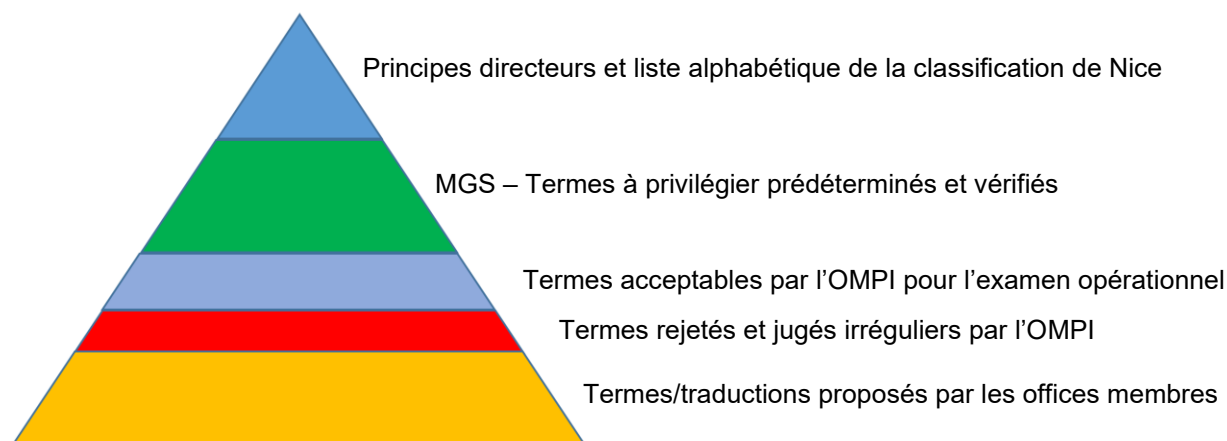 Principes directeurs et liste alphabétique de la classification de Nice
MGS – Termes à privilégier prédéterminés et vérifiés
Termes acceptables par l’OMPI pour l’examen opérationnel
Termes rejetés et jugés irréguliers par l’OMPI
Termes/traductions proposés par les offices membres